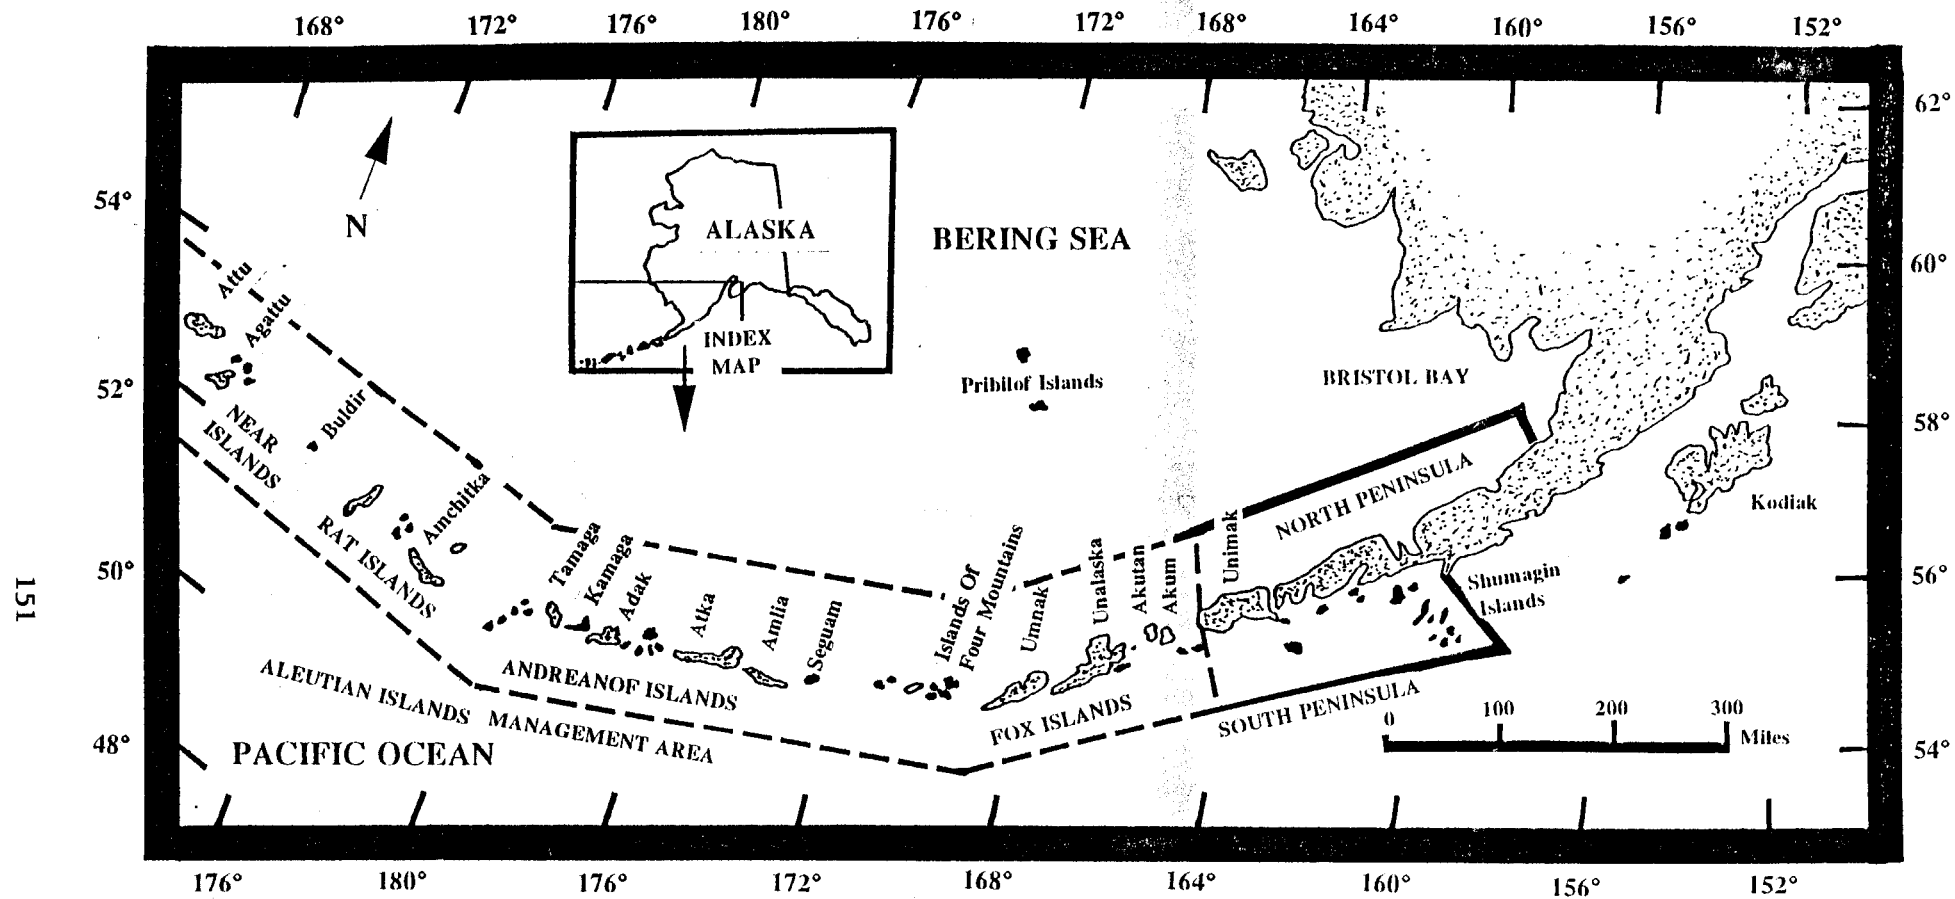 168° 172° 176° 180° 176° 172° 168° 164° 160° 156° 152°
62°
54°
N
ALASKA
BERING SEA
60°
Attu
Agattu
INDEX
MAP
52°
Pribilof Islands
BRISTOL BAY
58°
NEAR
ISLANDS
Buldir
NORTH PENINSULA
Kodiak
RAT ISLANDS
Amchitka
50°
Tamaga
Kamaga
Adak
Atka
Amlia
Seguam
Islands Of
Four Mountains
Umnak
Unalaska
Akutan
Akum
Unimak
Shumagin
Islands
56°
151
ANDREANOF ISLANDS
ALEUTIAN ISLANDS MANAGEMENT AREA
FOX ISLANDS
SOUTH PENINSULA
0 100 200 300
Miles
48°
PACIFIC OCEAN
54°
176° 180° 176° 172° 168° 164° 160° 156° 152°